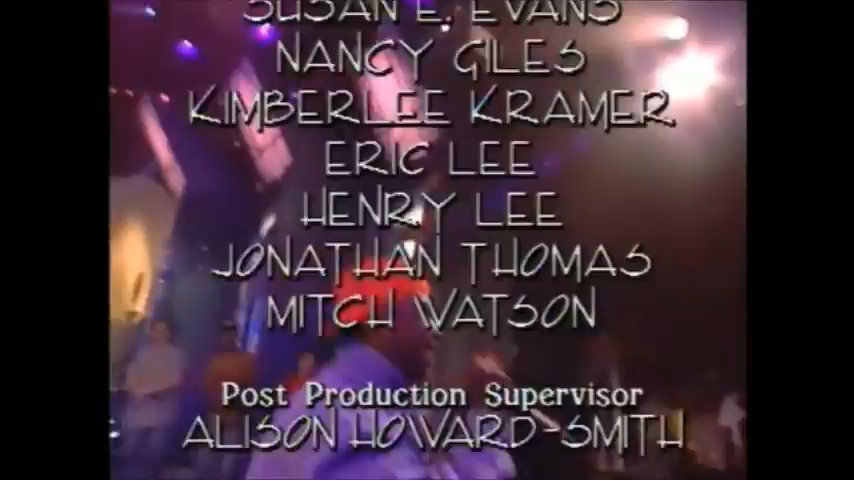 SUSAN E. EVANS
NANCY GILES
KIMBERLEE KRAMER
ERIC LEE
HENRY LEE
JONATHAN THOMAS
MITCH WATSON
Post Production Supervisor
ALISON HOWARD-SMITH